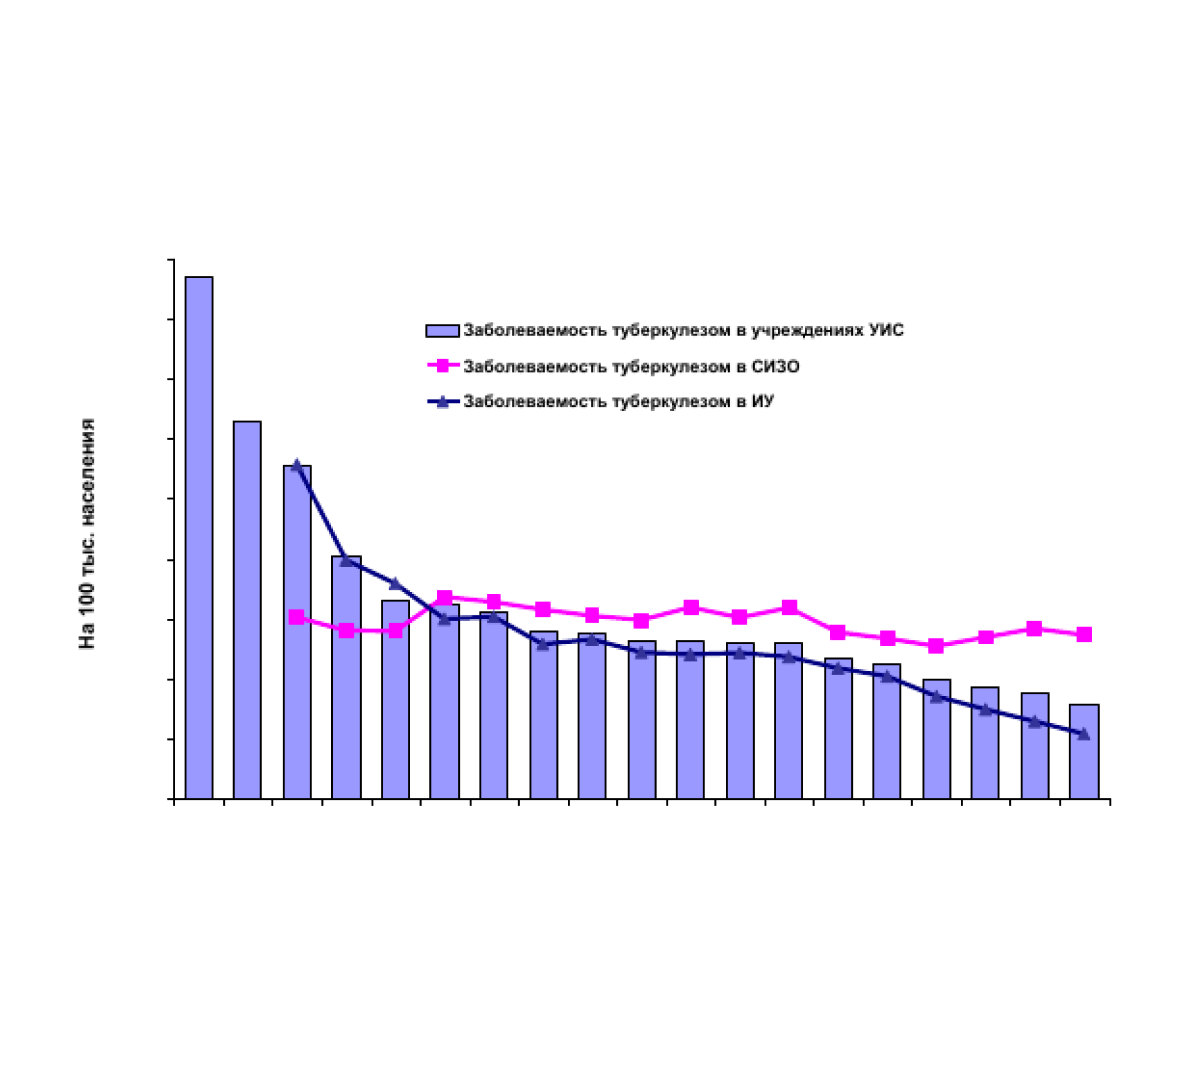 Заболеваемость туберкулезом в учреждениях УИС
Заболеваемость туберкулезом в СИЗО
Заболеваемость туберкулезом в ИУ
На 100 тыс. населения